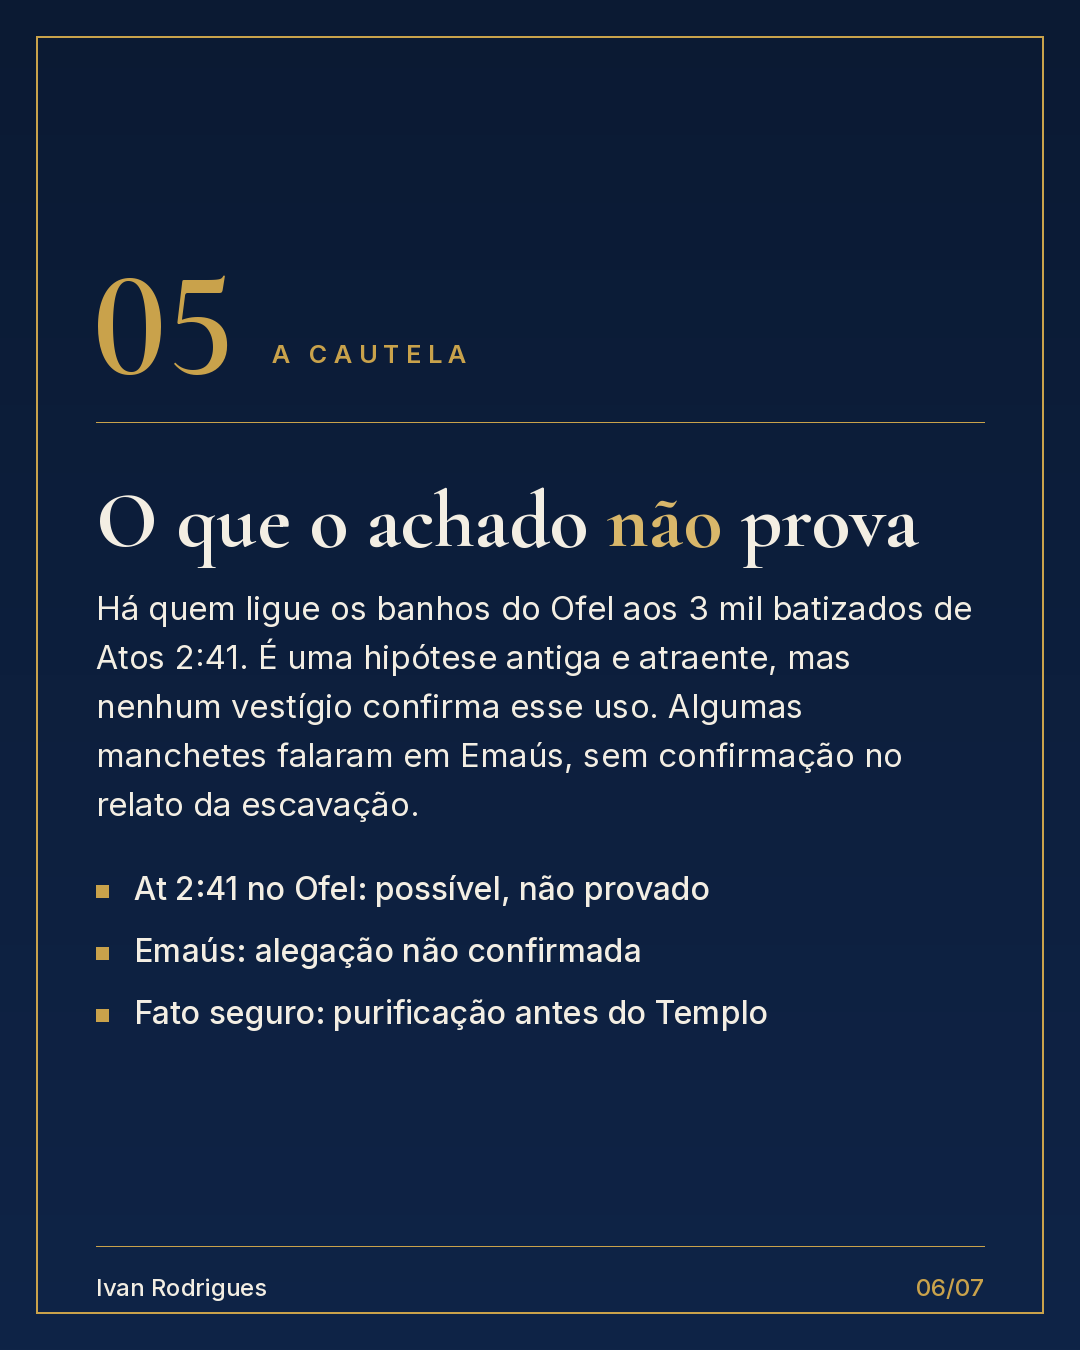 05
A CAUTELA
O que o achado não prova
Há quem ligue os banhos do Ofel aos 3 mil batizados de
Atos 2:41. É uma hipótese antiga e atraente, mas
nenhum vestígio confirma esse uso. Algumas
manchetes falaram em Emaús, sem confirmação no
relato da escavação.
At 2:41 no Ofel: possível, não provado
Emaús: alegação não confirmada
Fato seguro: purificação antes do Templo
Ivan Rodrigues
06/07